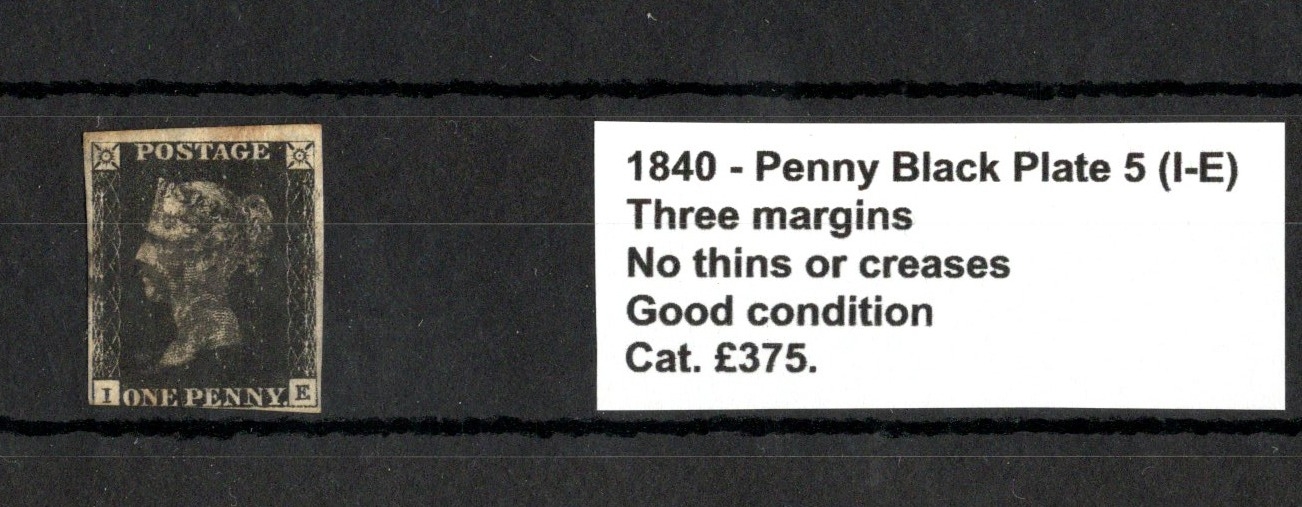 POSTAGE
I ONE PENNY. E
1840 - Penny Black Plate 5 (I-E)
Three margins
No thins or creases
Good condition
Cat. £375.